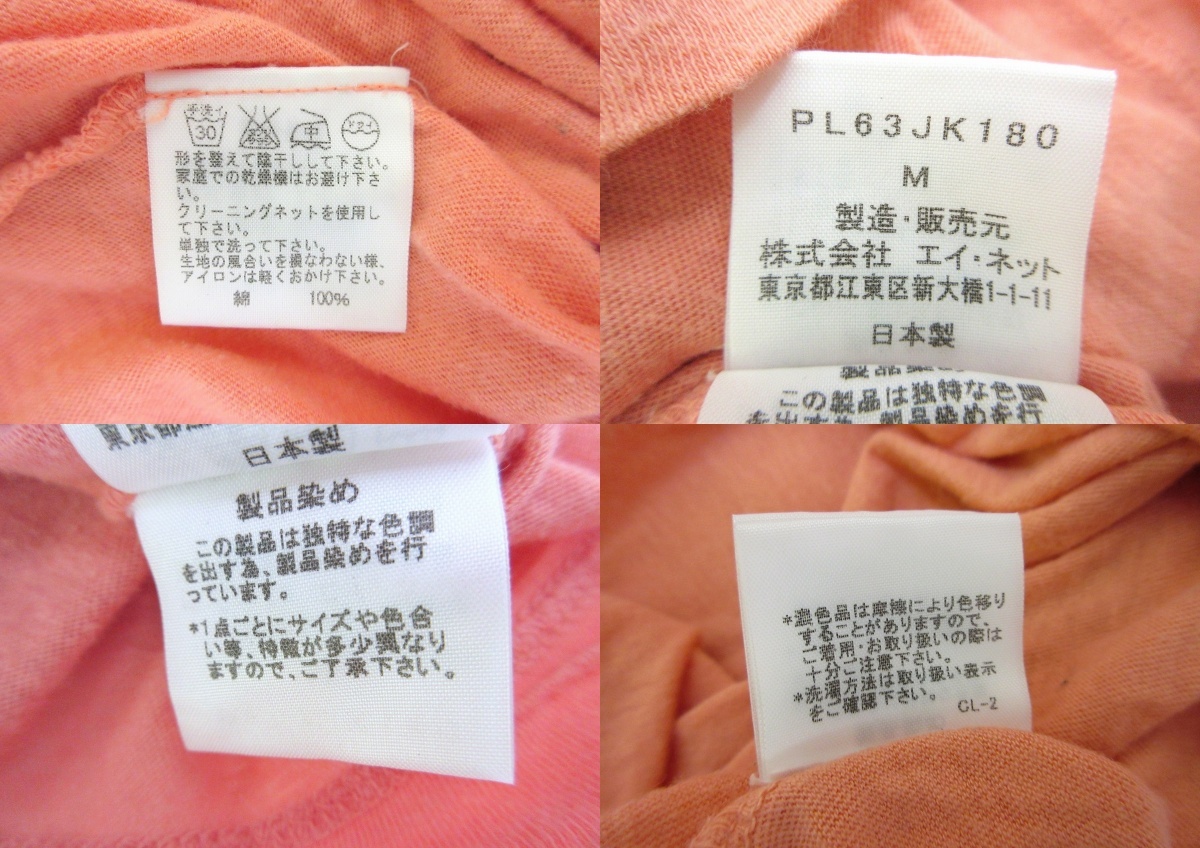 手洗イ
30
中
ドライ
形を整えて陰干しして下さい。
家庭での乾燥機はお避け下さ
い。
クリーニングネットを使用し
て下さい。
単独で洗って下さい。
生地の風合いを損なわない様、
アイロンは軽くおかけ下さい。
綿 100%
PL63JK180
M
製造・販売元
株式会社 エイ・ネット
東京都江東区新大橋1-1-11
日本製
製品染め
この製品は独特な色調
を出す為、製品染めを行
日本製
製品染め
この製品は独特な色調
を出す為、製品染めを行
っています。
*1点ごとにサイズや色合
い等、特徴が多少異なり
ますので、ご了承下さい。
*濃色品は摩擦により色移り
することがありますので、
ご着用・お取り扱いの際は
十分ご注意下さい。
*洗濯方法は取り扱い表示
をご確認下さい。
CL-2